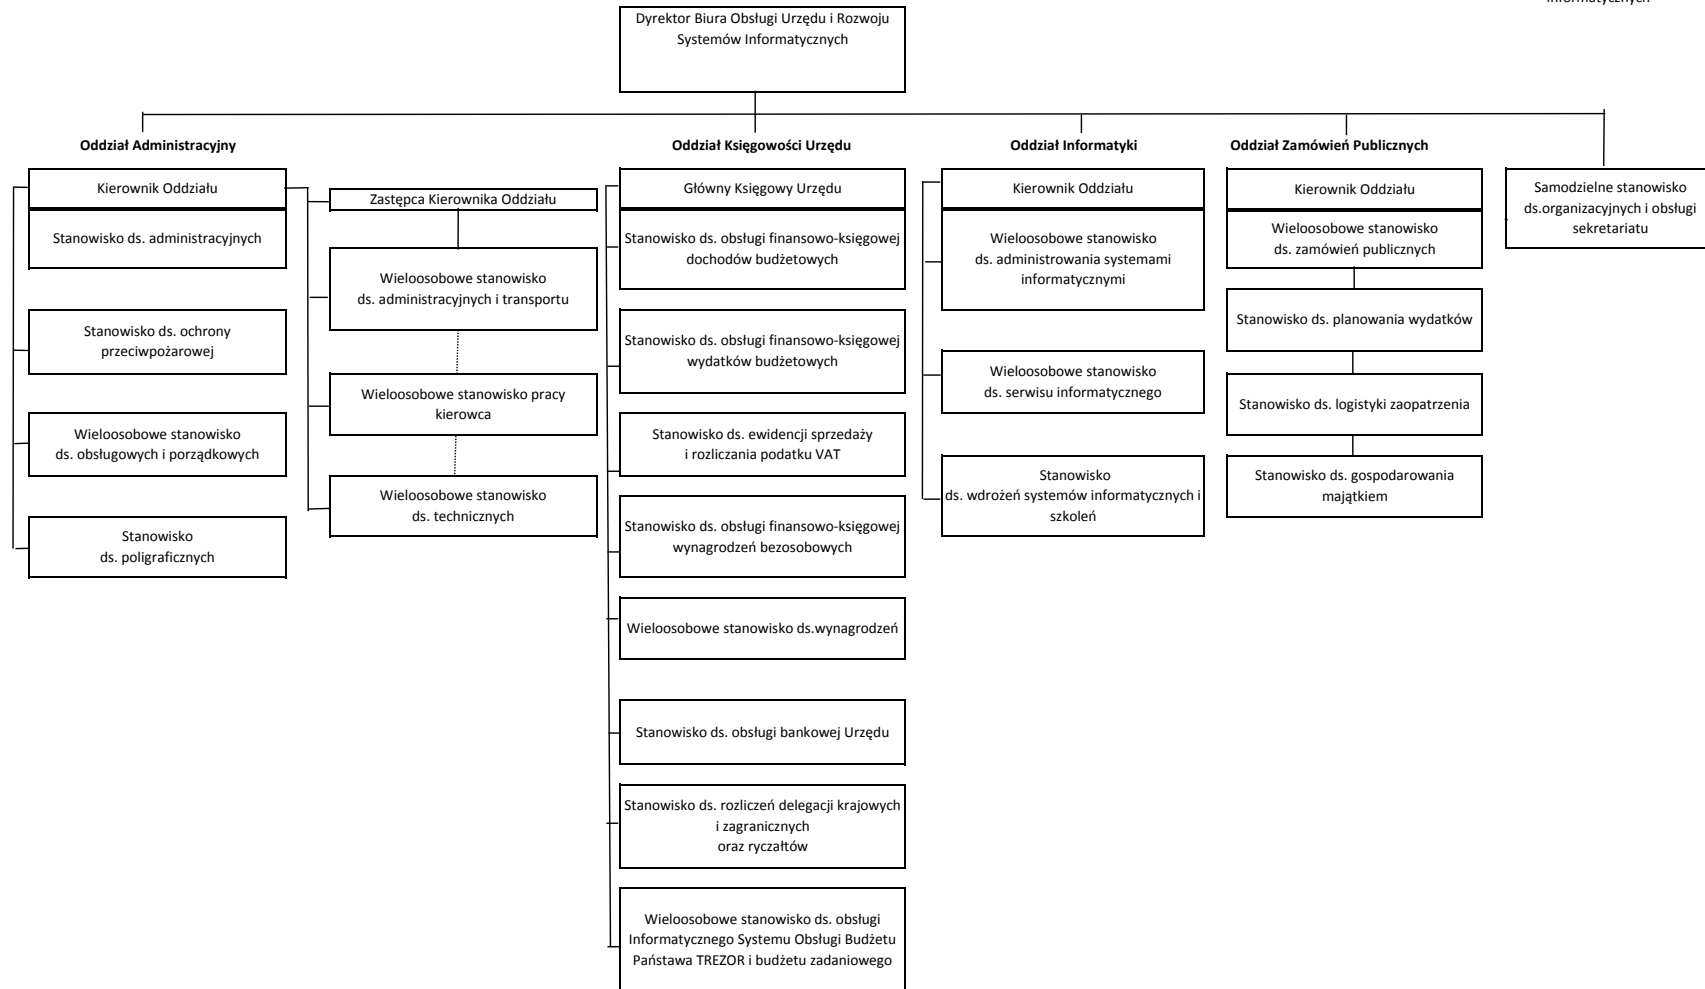 informatycznych
Dyrektor Biura Obsługi Urzędu i Rozwoju
Systemów Informatycznych
Oddział Administracyjny
Kierownik Oddziału
Stanowisko ds. administracyjnych
Stanowisko ds. ochrony
przeciwpożarowej
Wieloosobowe stanowisko
ds. obsługowych i porządkowych
Stanowisko
ds. poligraficznych
Zastępca Kierownika Oddziału
Wieloosobowe stanowisko
ds. administracyjnych i transportu
Wieloosobowe stanowisko pracy
kierowca
Wieloosobowe stanowisko
ds. technicznych
Oddział Księgowości Urzędu
Główny Księgowy Urzędu
Stanowisko ds. obsługi finansowo-księgowej
dochodów budżetowych
Stanowisko ds. obsługi finansowo-księgowej
wydatków budżetowych
Stanowisko ds. ewidencji sprzedaży
i rozliczania podatku VAT
Stanowisko ds. obsługi finansowo-księgowej
wynagrodzeń bezosobowych
Wieloosobowe stanowisko ds.wynagrodzeń
Stanowisko ds. obsługi bankowej Urzędu
Stanowisko ds. rozliczeń delegacji krajowych
i zagranicznych
oraz ryczałtów
Wieloosobowe stanowisko ds. obsługi
Informatycznego Systemu Obsługi Budżetu
Państawa TREZOR i budżetu zadaniowego
Oddział Informatyki
Kierownik Oddziału
Wieloosobowe stanowisko
ds. administrowania systemami
informatycznymi
Wieloosobowe stanowisko
ds. serwisu informatycznego
Stanowisko
ds. wdrożeń systemów informatycznych i
szkoleń
Oddział Zamówień Publicznych
Kierownik Oddziału
Wieloosobowe stanowisko
ds. zamówień publicznych
Stanowisko ds. planowania wydatków
Stanowisko ds. logistyki zaopatrzenia
Stanowisko ds. gospodarowania
majątkiem
Samodzielne stanowisko
ds.organizacyjnych i obsługi
sekretariatu